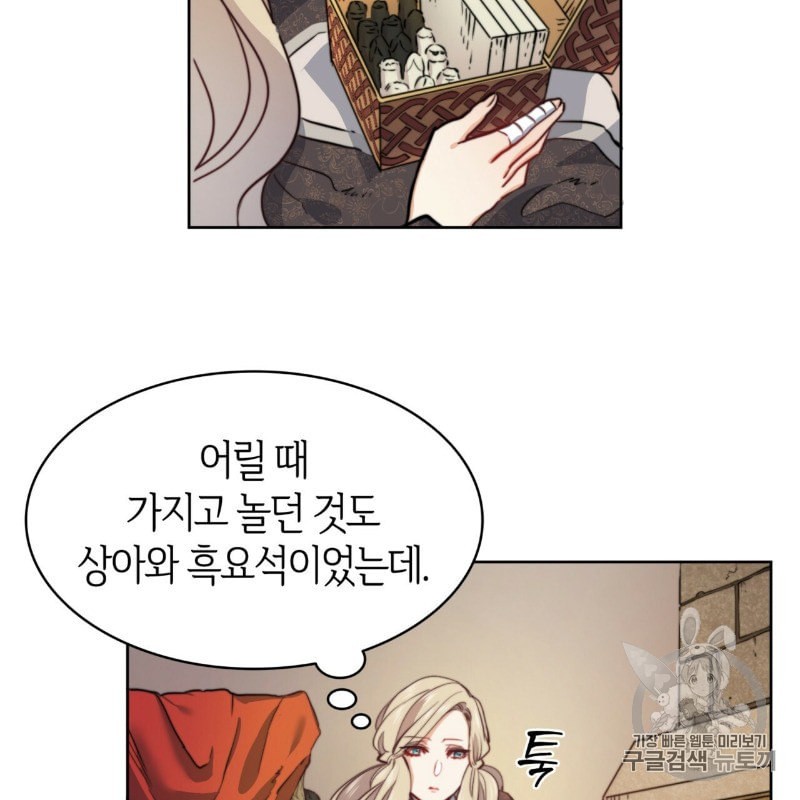 어릴 때
가지고 놀던 것도
상아와 흑요석이었는데.
툭
가장 빠른 웹툰 미리보기
구글검색 뉴토끼